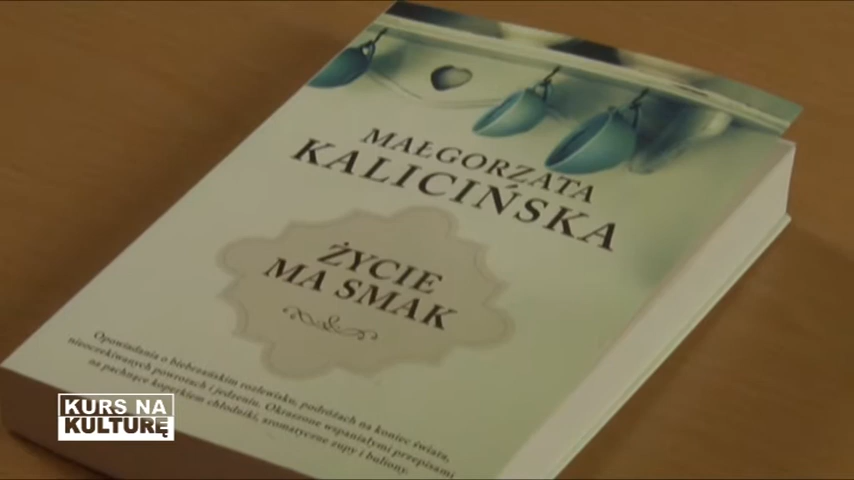 MAŁGORZATA
KALICIŃSKA
ŻYCIE
MA SMAK
Opowiadania o biebrzańskim rozlewisku, podróżach na koniec świata,
nieoczekiwanych powrotach i jedzeniu. Okraszone wspaniałymi przepisami
na pachnące koperkiem chłodniki, aromatyczne zupy i buliony.
KURS NA
KULTURĘ